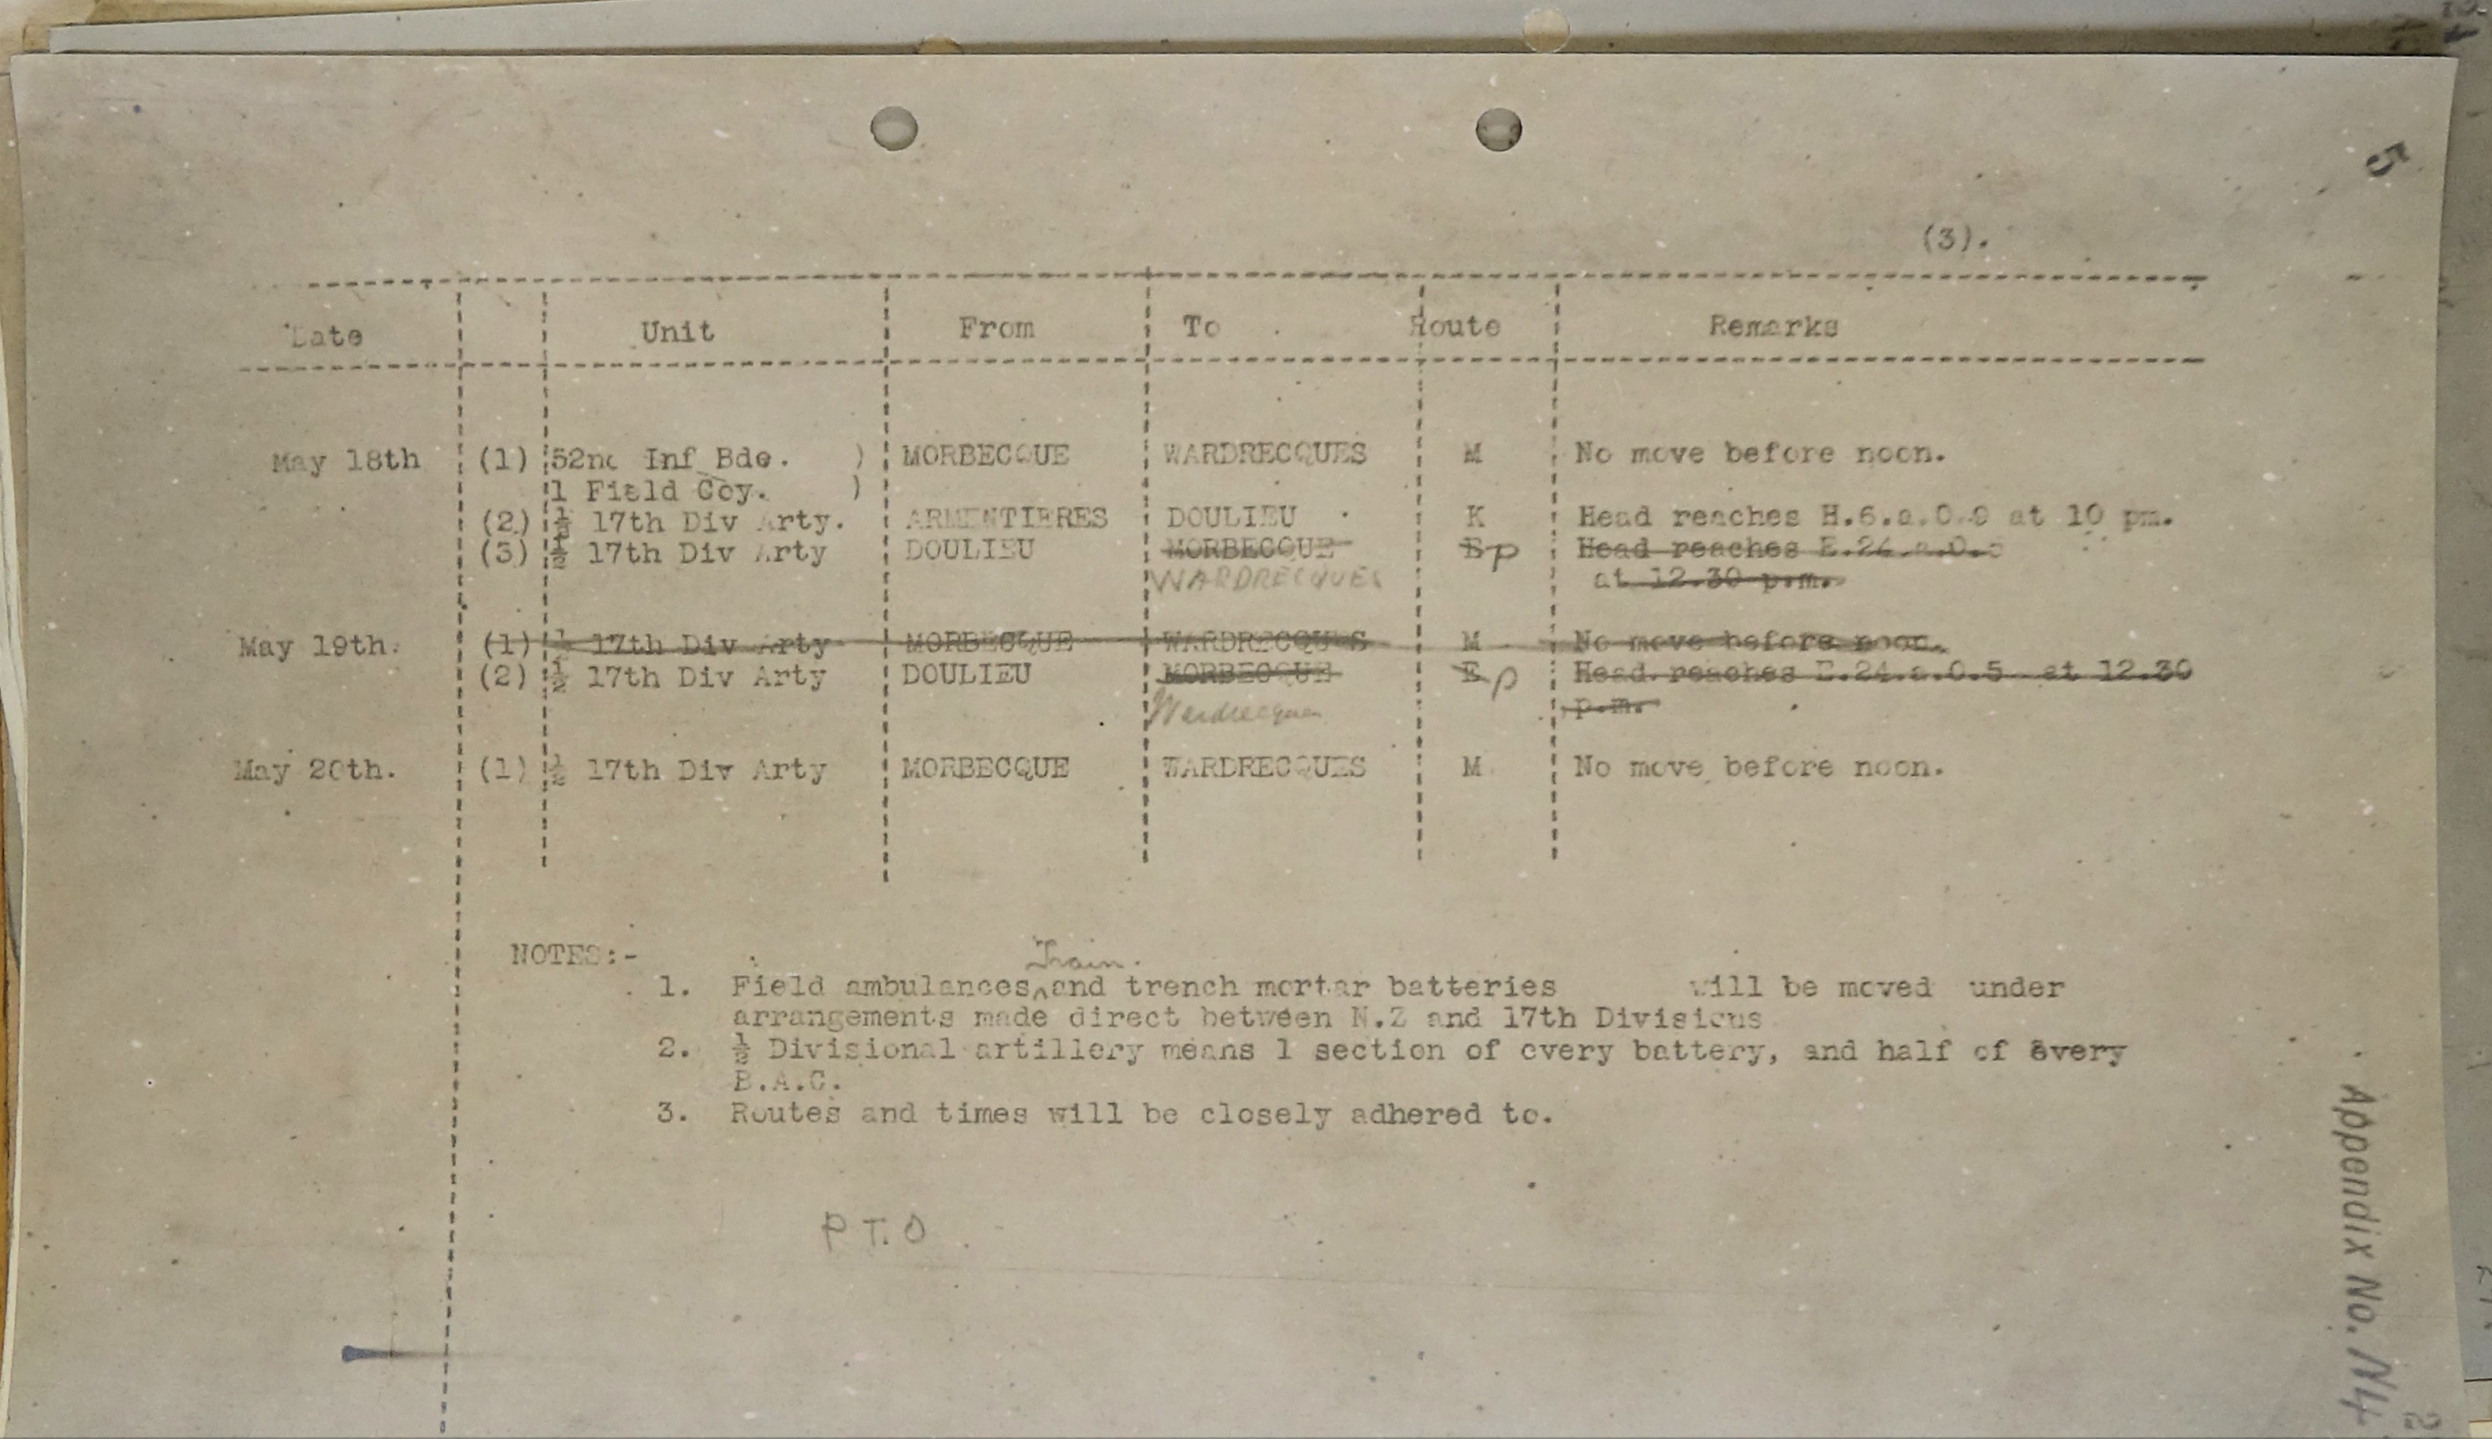 5
(3).
Date Unit From To Route Remarks
May 18th (1) 52nd Inf Bde. ) MORBECQUE WARDRECQUES M No move before noon.
1 Field Coy. )
(2) ½ 17th Div Arty. ARMENTIERES DOULIEU K Head reaches H.6.a.0.9 at 10 pm.
(3) ½ 17th Div Arty DOULIEU MORBECQUE E p Head reaches E.24.a.0.5
WARDRECQUES at 12.30 p.m.
May 19th. (1) ½ 17th Div Arty MORBECQUE WARDRECQUES M No move before noon.
(2) ½ 17th Div Arty DOULIEU MORBECQUE E p Head reaches E.24.a.0.5 at 12.30
Wardrecques p.m.
May 20th. (1) ½ 17th Div Arty MORBECQUE WARDRECQUES M No move before noon.
NOTES:-
Train.
1. Field ambulances, and trench mortar batteries will be moved under
arrangements made direct between N.Z and 17th Divisions
2. ½ Divisional artillery means 1 section of every battery, and half of every
B.A.C.
3. Routes and times will be closely adhered to.
P.T.O
Appendix No. N4